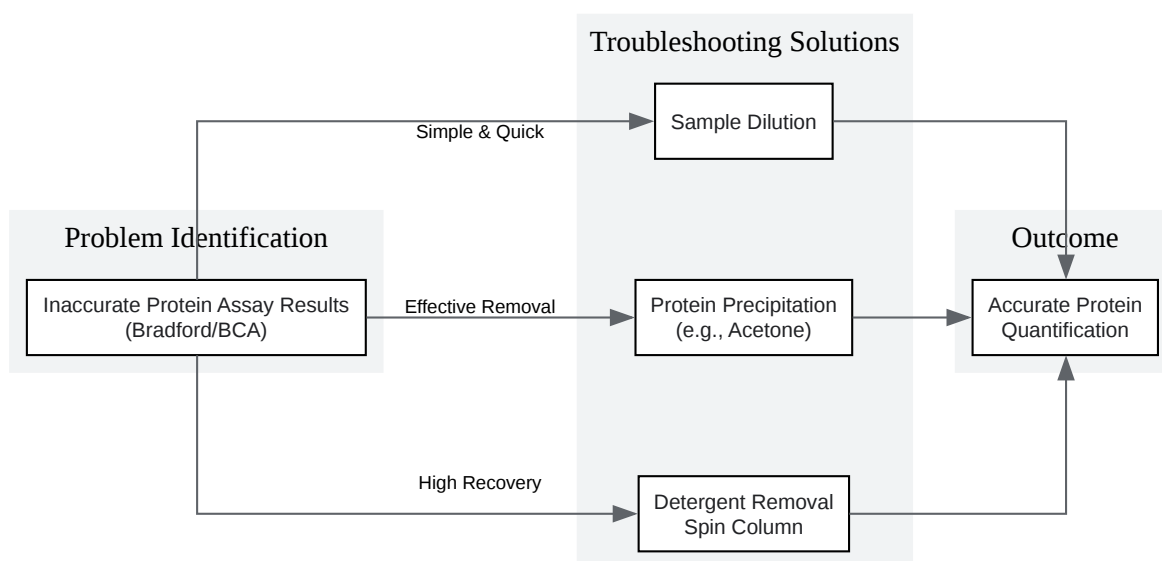 Troubleshooting Solutions
Sample Dilution
Simple & Quick
Problem Identification
Outcome
Inaccurate Protein Assay Results
(Bradford/BCA)
Effective Removal
Protein Precipitation
(e.g., Acetone)
Accurate Protein
Quantification
High Recovery
Detergent Removal
Spin Column